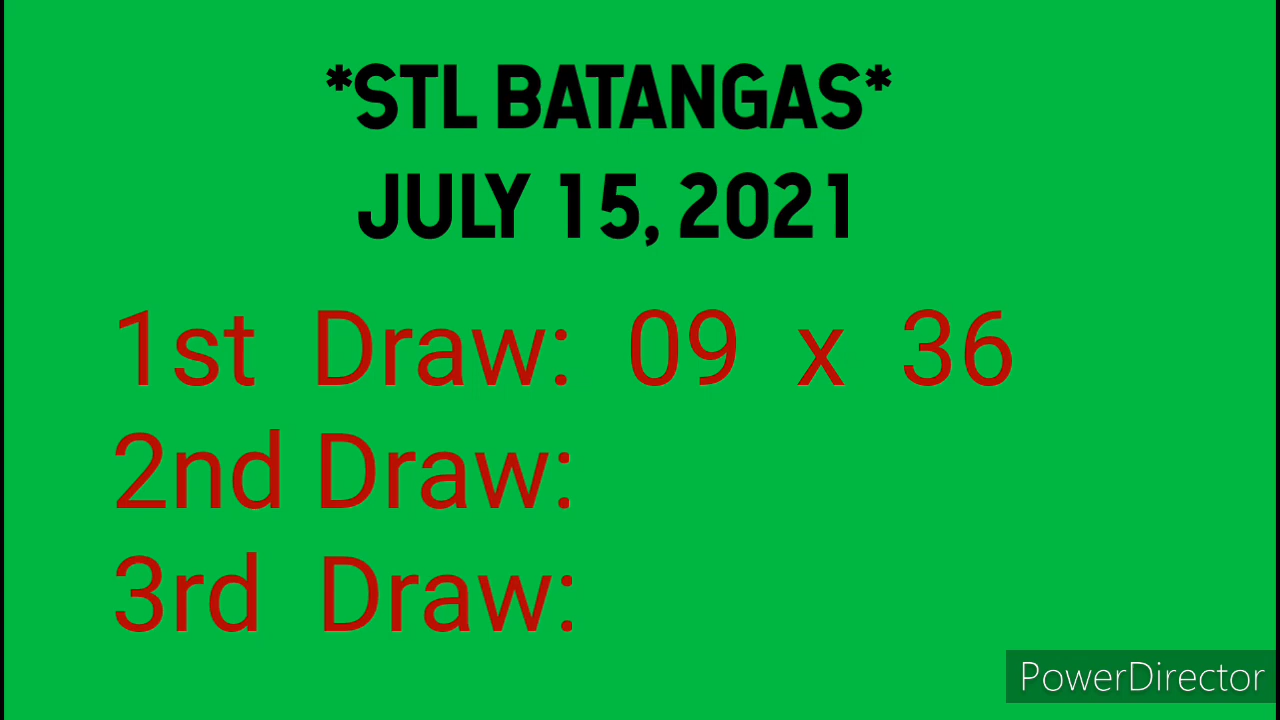 *STL BATANGAS*
JULY 15, 2021
1st Draw: 09 x 36
2nd Draw:
3rd Draw:
PowerDirector